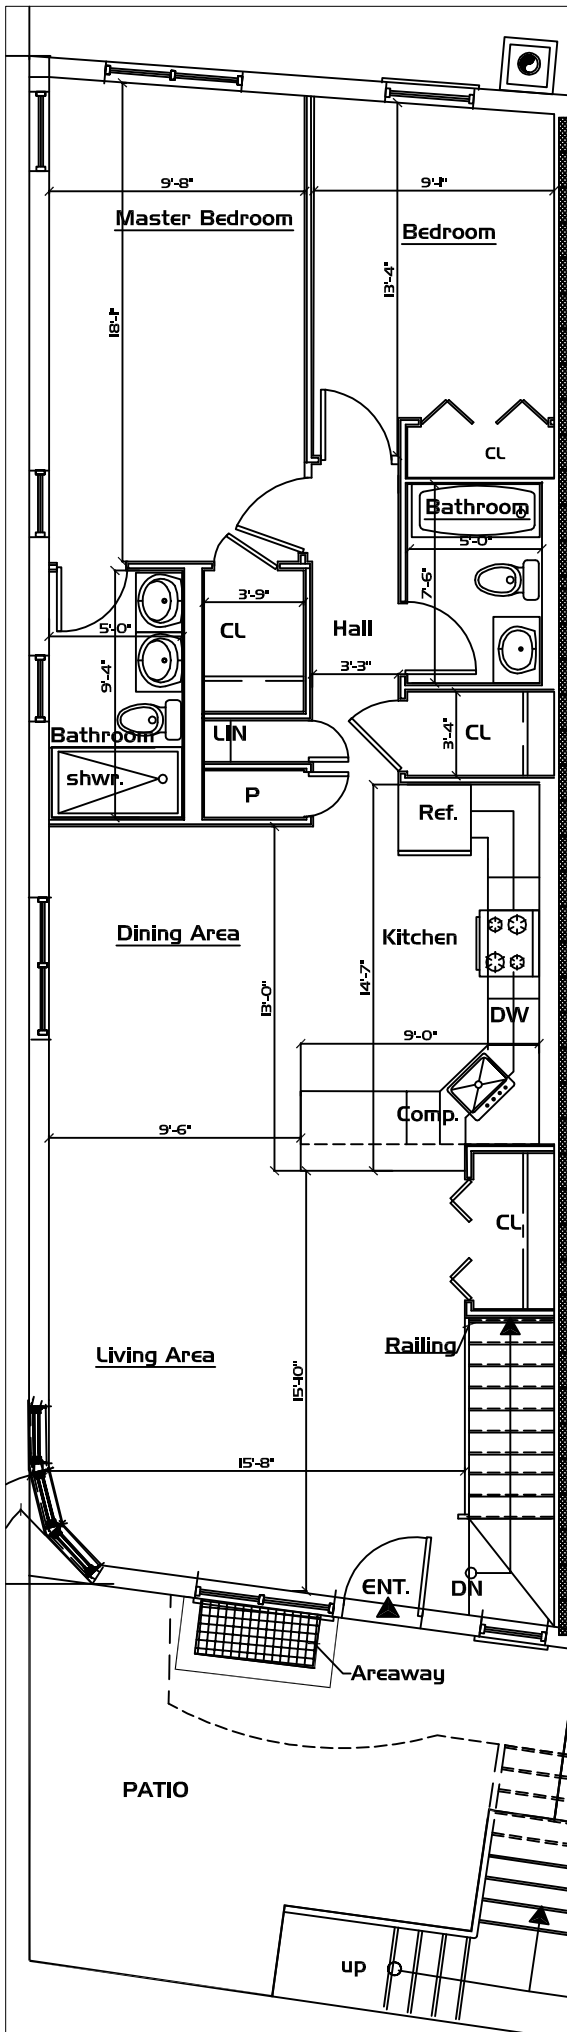 9'-8"
9'-1"
Master Bedroom
Bedroom
13'-4"
18'-1"
CL
Bathroom
5'-0"
7'-6"
3'-9"
CL
Hall
5'-0"
9'-4"
3'-3"
Bathroom
LIN
CL
3'-4"
shwr.
P
Ref.
Dining Area
Kitchen
13'-0"
14'-7"
DW
9'-0"
Comp.
9'-6"
CL
Railing
Living Area
15'-10"
15'-8"
ENT.
DN
Areaway
PATIO
up